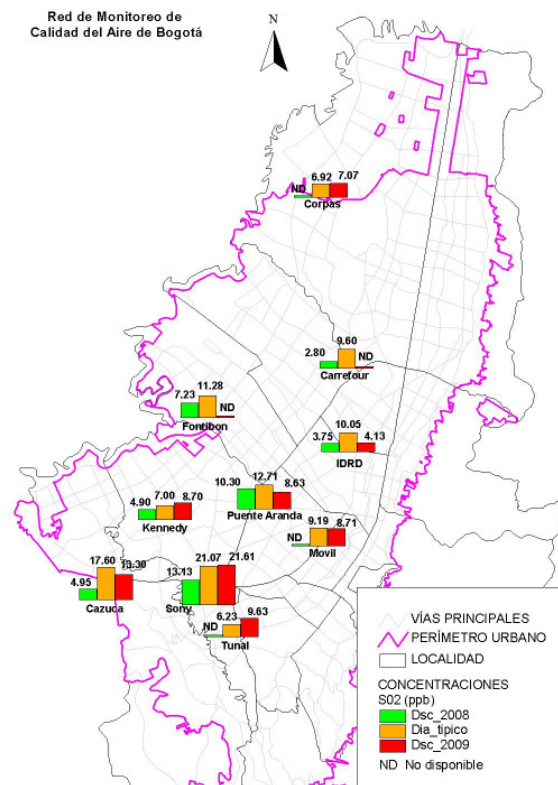 Red de Monitoreo de
Calidad del Aire de Bogotá
N
ND 6.92 7.07
Corpas
2.80 9.60 ND
Carrefour
7.23 11.28 ND
Fontibon
3.75 10.05 4.13
IDRD
10.30 12.71 8.63
Puente Aranda
4.90 7.00 8.70
Kennedy
ND 9.19 8.71
Movil
4.95 17.60 13.30
Cazuca
13.13 21.07 21.61
Sony
ND 6.23 9.63
Tunal
VÍAS PRINCIPALES
PERÍMETRO URBANO
LOCALIDAD
CONCENTRACIONES
S02 (ppb)
Dsc_2008
Dia_tipico
Dsc_2009
ND No disponible